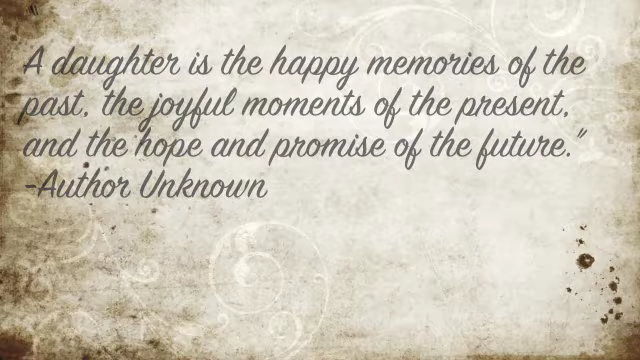 "
A daughter is the happy memories of the
past, the joyful moments of the present,
and the hope and promise of the future."
-Author Unknown